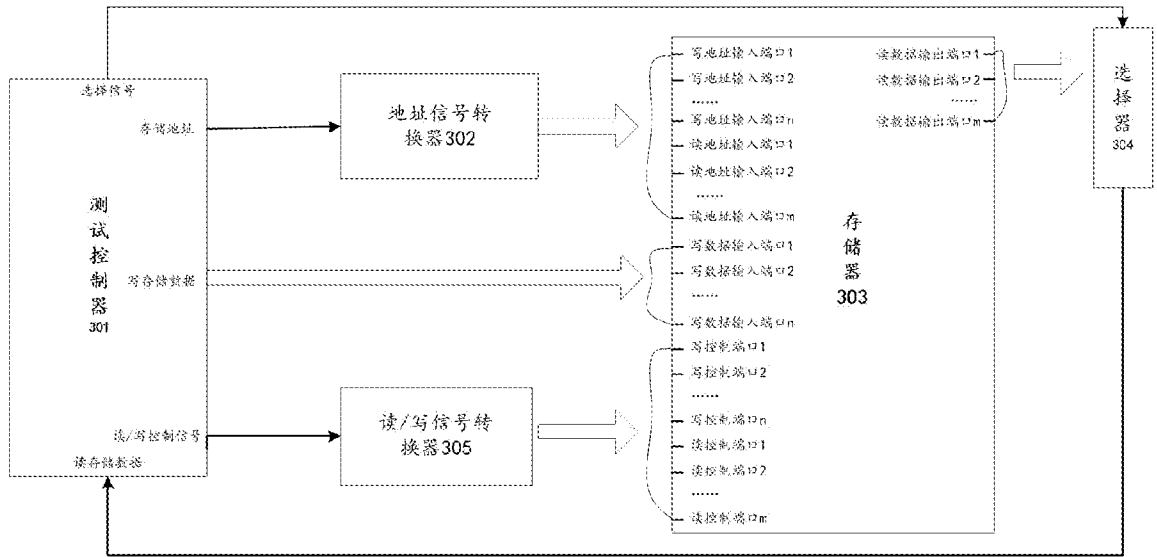 选择信号
存储地址
测试控制器301
写存储数据
读/写控制信号
读存储数据
地址信号转
换器302
读/写信号转
换器305
写地址输入端口1
写地址输入端口2
……
写地址输入端口n
读地址输入端口1
读地址输入端口2
……
读地址输入端口m
写数据输入端口1
写数据输入端口2
……
写数据输入端口n
写控制端口1
写控制端口2
……
写控制端口n
读控制端口1
读控制端口2
……
读控制端口m
读数据输出端口1
读数据输出端口2
……
读数据输出端口m
存储器303
选择器304